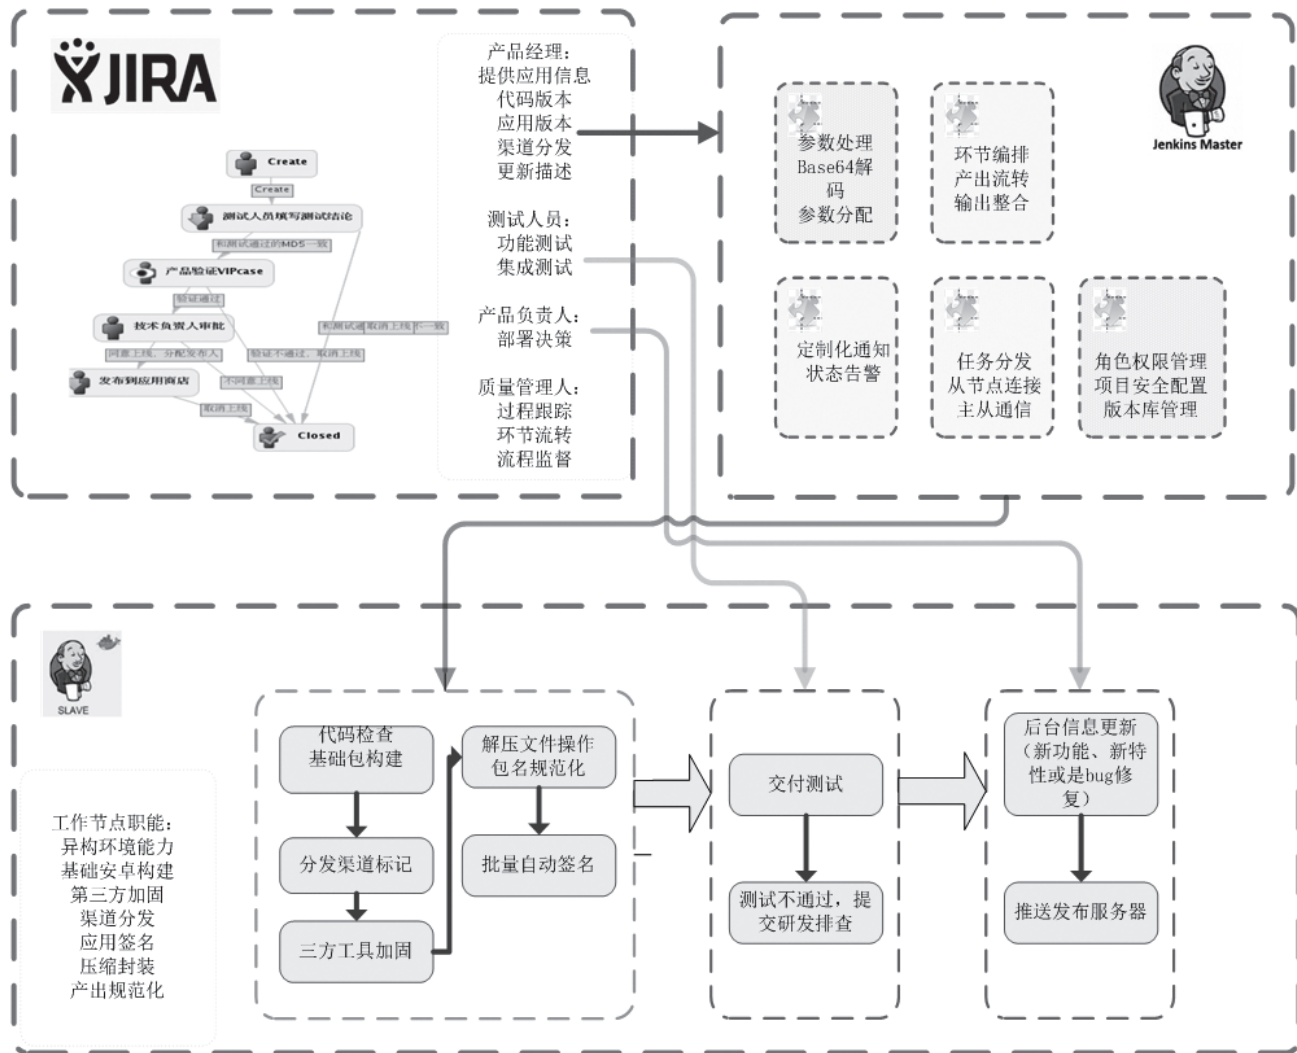 JIRA
Create
Create
测试人员填写测试结论
和测试通过的MD5一致
产品验证VIPcase
验证通过
技术负责人审批
同意上线，分配发布人
验证不通过，取消上线
发布到应用商店
不同意上线
取消上线
Closed
取消上线
不一致
产品经理：
提供应用信息
代码版本
应用版本
渠道分发
更新描述
测试人员：
功能测试
集成测试
产品负责人：
部署决策
质量管理人：
过程跟踪
环节流转
流程监督
Jenkins Master
参数处理
Base64解
码
参数分配
环节编排
产出流转
输出整合
定制化通知
状态告警
任务分发
从节点连接
主从通信
角色权限管理
项目安全配置
版本库管理
SLAVE
工作节点职能：
异构环境能力
基础安卓构建
第三方加固
渠道分发
应用签名
压缩封装
产出规范化
代码检查
基础包构建
分发渠道标记
三方工具加固
解压文件操作
包名规范化
批量自动签名
交付测试
测试不通过，提
交研发排查
后台信息更新
（新功能、新特
性或是bug修
复）
推送发布服务器